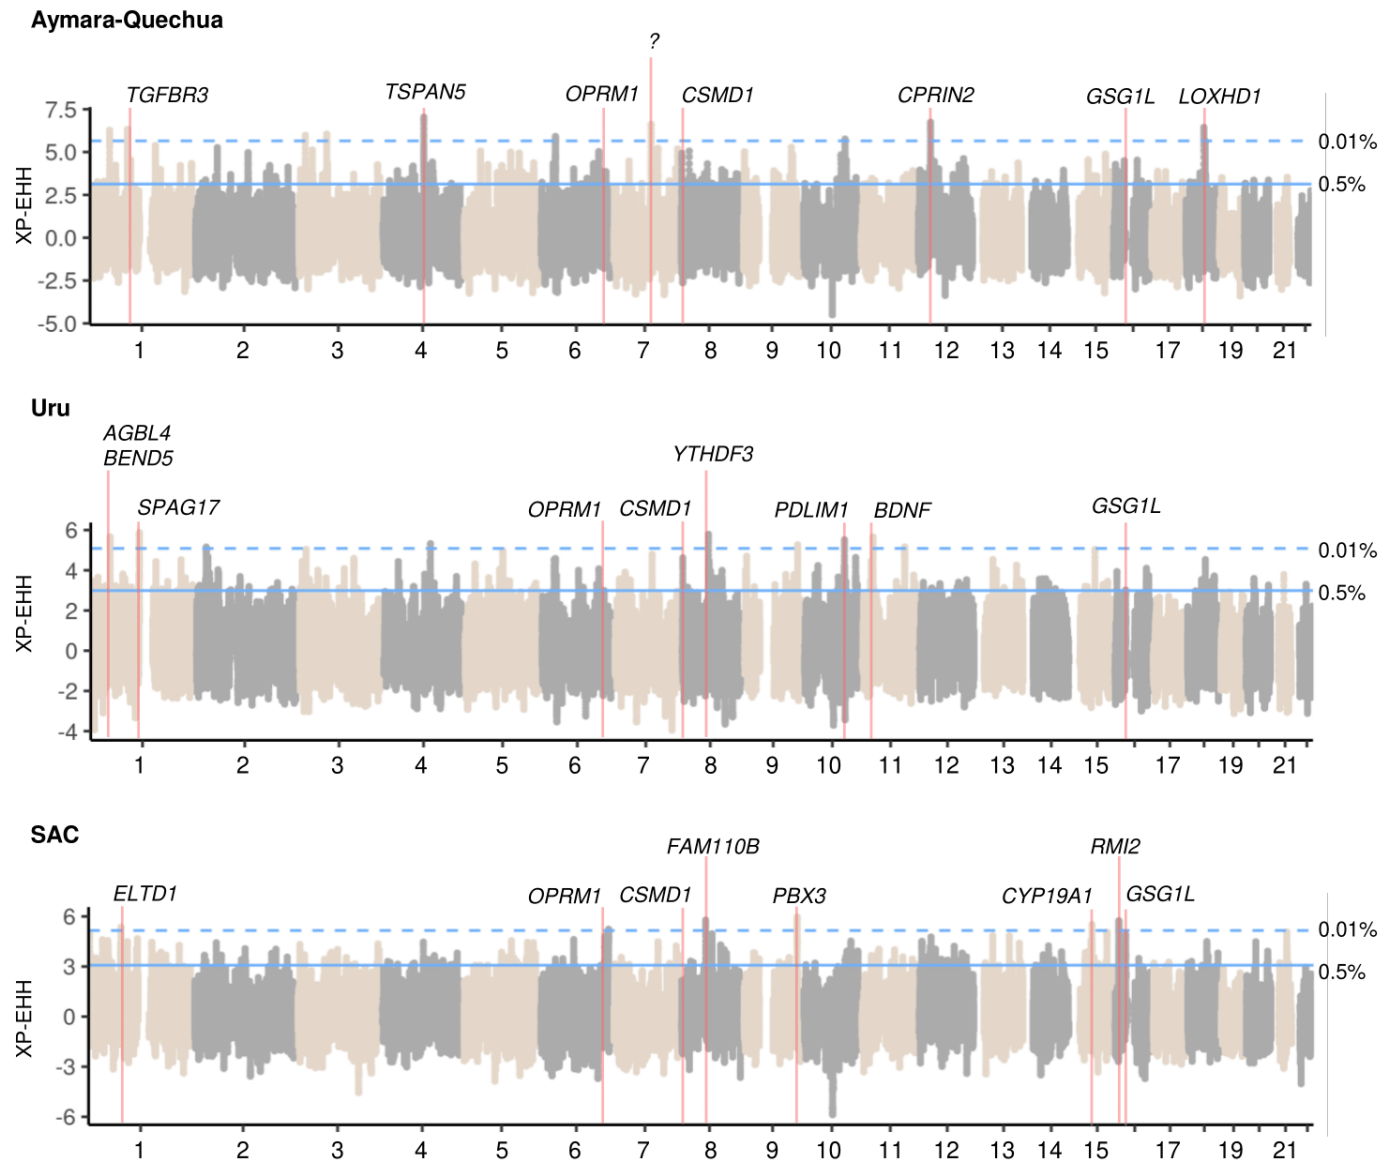 Aymara-Quechua
?
TGFBR3 TSPAN5 OPRM1 CSMD1 CPRIN2 GSG1L LOXHD1
7.5
5.0
2.5
0.0
-2.5
-5.0
XP-EHH
0.01%
0.5%
1 2 3 4 5 6 7 8 9 10 11 12 13 14 15 17 19 21
Uru
AGBL4
BEND5
YTHDF3
SPAG17 OPRM1 CSMD1 PDLIM1 BDNF GSG1L
6
4
2
0
-2
-4
XP-EHH
0.01%
0.5%
1 2 3 4 5 6 7 8 9 10 11 12 13 14 15 17 19 21
SAC
FAM110B RMI2
ELTD1 OPRM1 CSMD1 PBX3 CYP19A1 GSG1L
6
3
0
-3
-6
XP-EHH
0.01%
0.5%
1 2 3 4 5 6 7 8 9 10 11 12 13 14 15 17 19 21